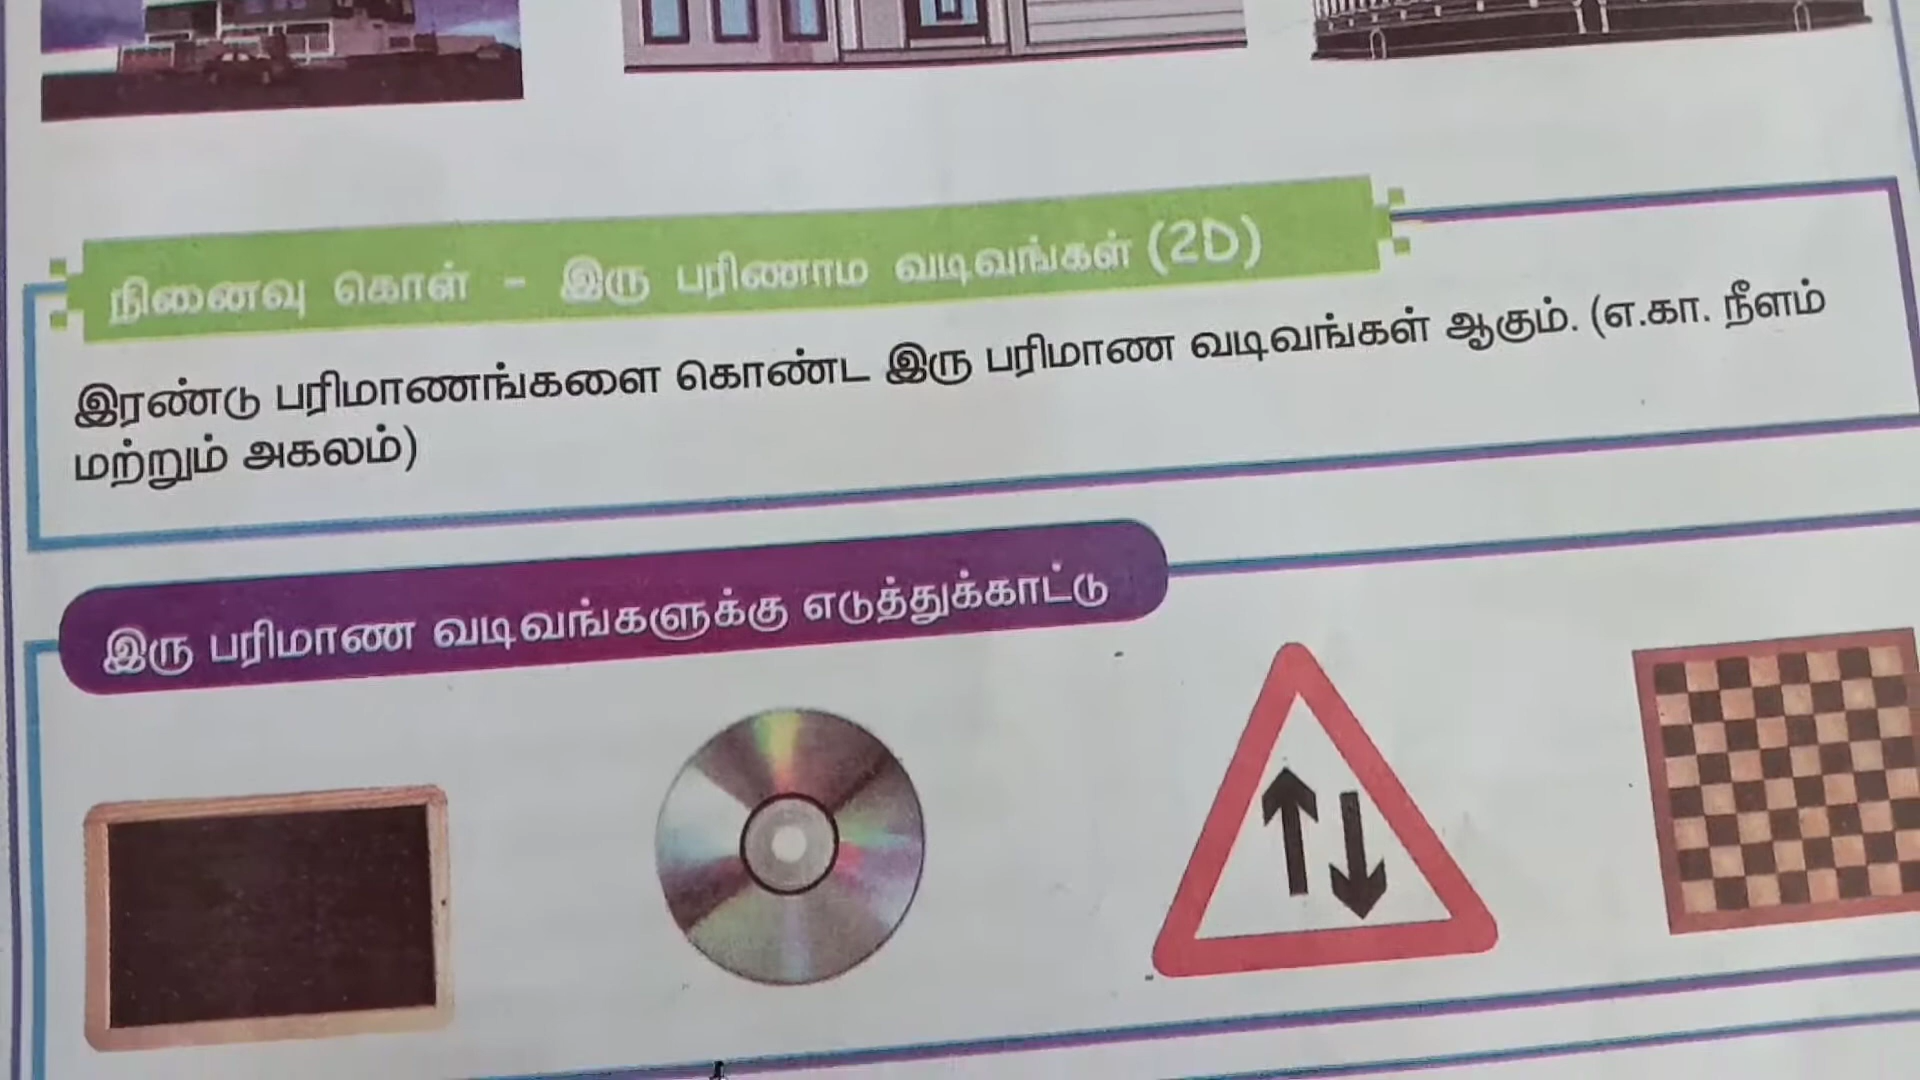 நினைவு கொள் - இரு பரிணாம வடிவங்கள் (2D)
இரண்டு பரிமாணங்களை கொண்ட இரு பரிமாண வடிவங்கள் ஆகும். (எ.கா. நீளம்
மற்றும் அகலம்)
இரு பரிமாண வடிவங்களுக்கு எடுத்துக்காட்டு